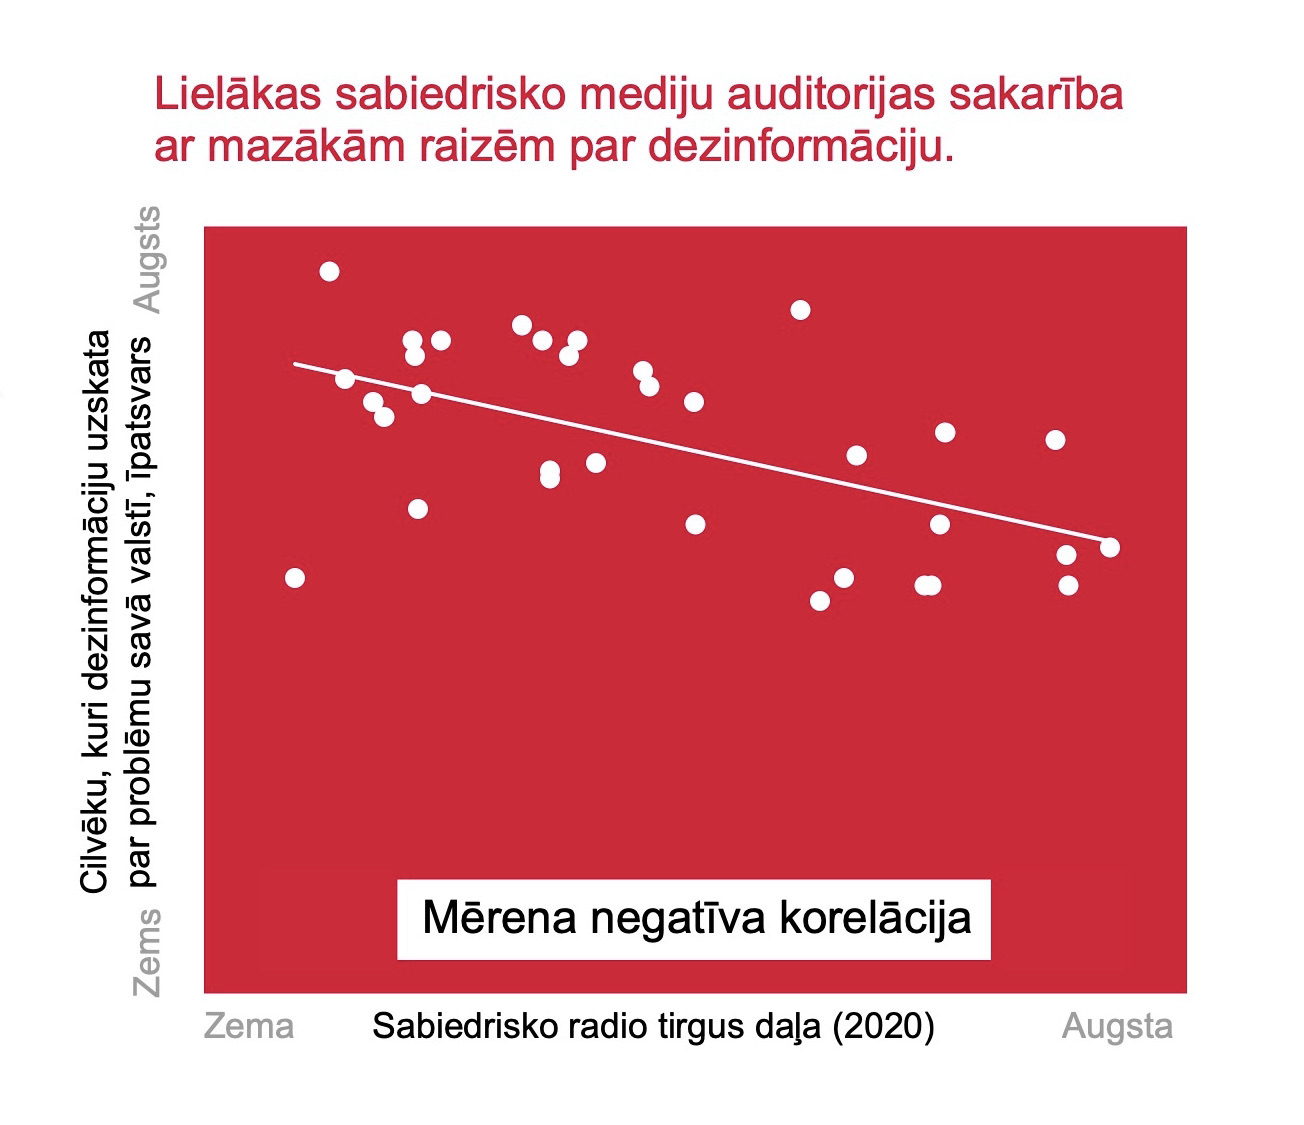 Lielākas sabiedrisko mediju auditorijas sakarība
ar mazākām raizēm par dezinformāciju.
Augsts
Cilvēku, kuri dezinformāciju uzskata
par problēmu savā valstī, īpatsvars
Zems
Mērena negatīva korelācija
Zema
Sabiedrisko radio tirgus daļa (2020)
Augsta